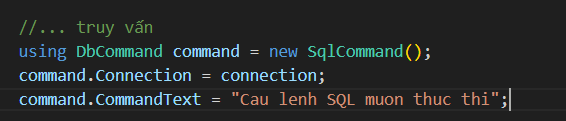 //... truy vấn
using DbCommand command = new SqlCommand();
command.Connection = connection;
command.CommandText = "Cau lenh SQL muon thuc thi";